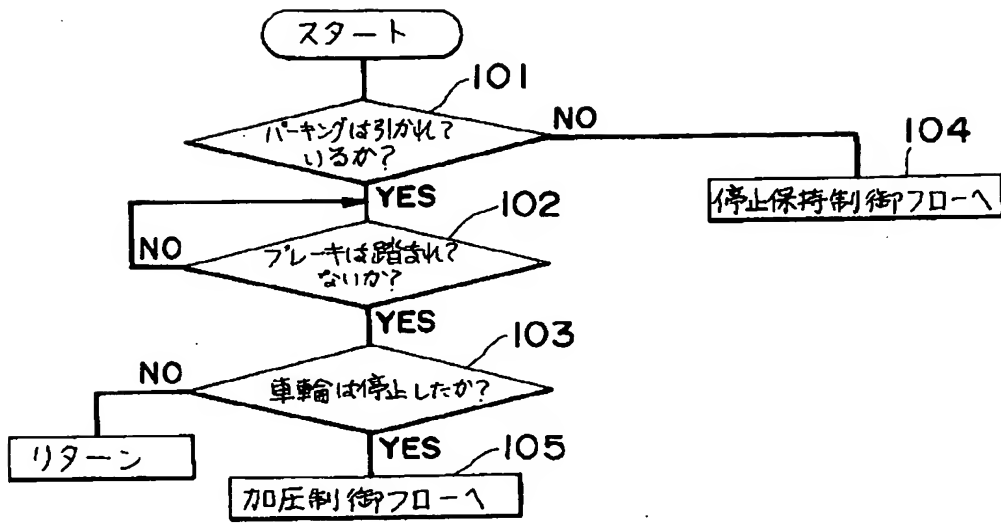 スタート
101
パーキングは引かれて
いるか?
NO
104
停止保持制御フローへ
YES
102
NO
ブレーキは踏まれて
ないか?
YES
103
NO
車輪は停止したか?
リターン
YES
105
加圧制御フローへ